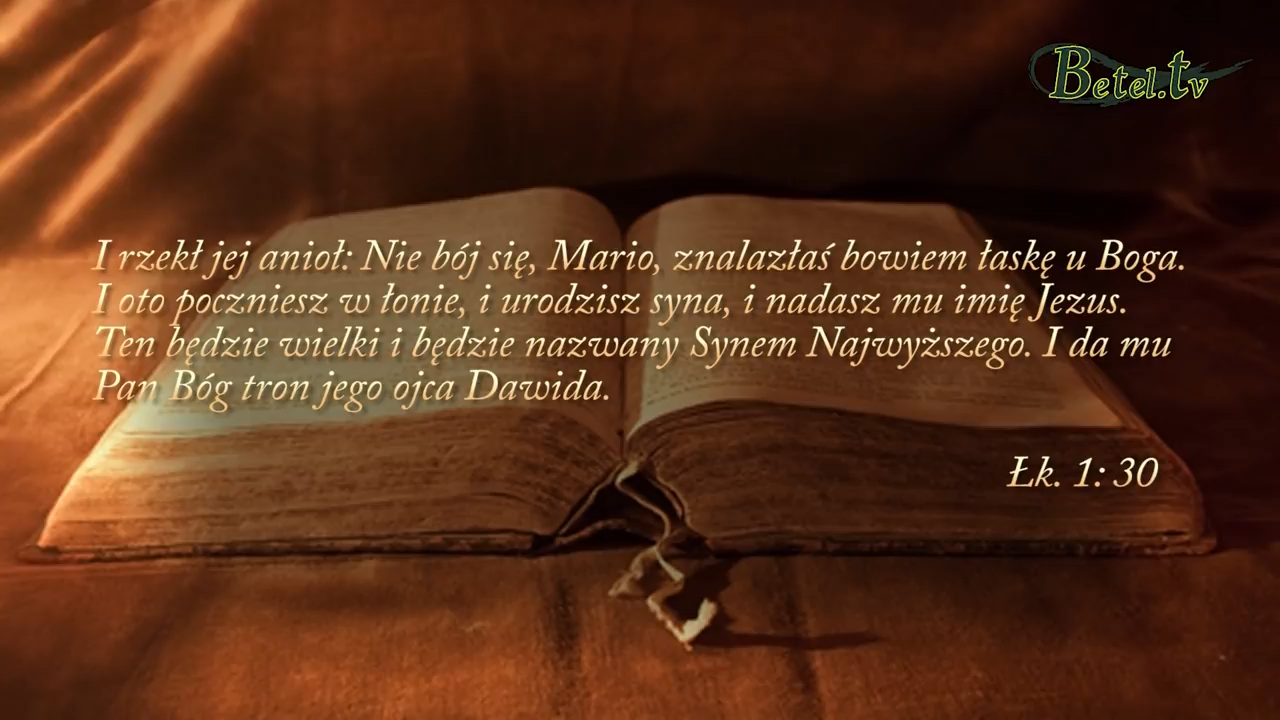 Betel.tv
I rzekł jej anioł: Nie bój się, Mario, znalazłaś bowiem łaskę u Boga.
I oto poczniesz w łonie, i urodzisz syna, i nadasz mu imię Jezus.
Ten będzie wielki i będzie nazwany Synem Najwyższego. I da mu
Pan Bóg tron jego ojca Dawida.
Łk. 1: 30